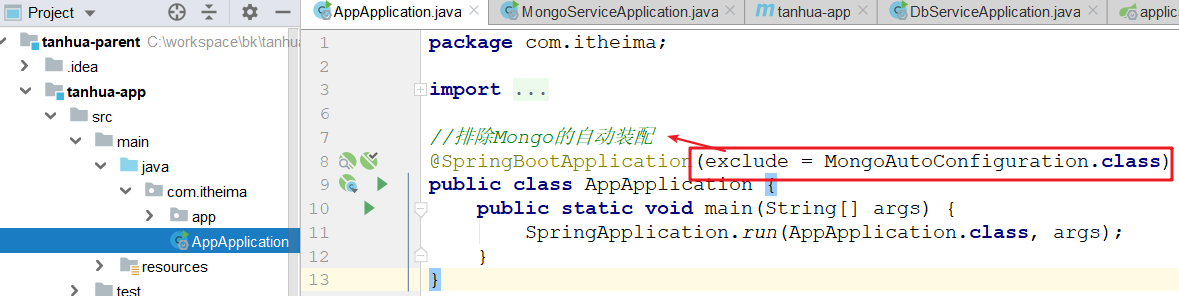 Project
AppApplication.java
MongoServiceApplication.java
tanhua-app
DbServiceApplication.java
applic
tanhua-parent C:\workspace\bk\tanhu
.idea
tanhua-app
src
main
java
com.itheima
app
AppApplication
resources
test
1 package com.itheima;
2
3 import ...
6
7 //排除Mongo的自动装配
8 @SpringBootApplication(exclude = MongoAutoConfiguration.class)
9 public class AppApplication {
10 public static void main(String[] args) {
11 SpringApplication.run(AppApplication.class, args);
12 }
13 }